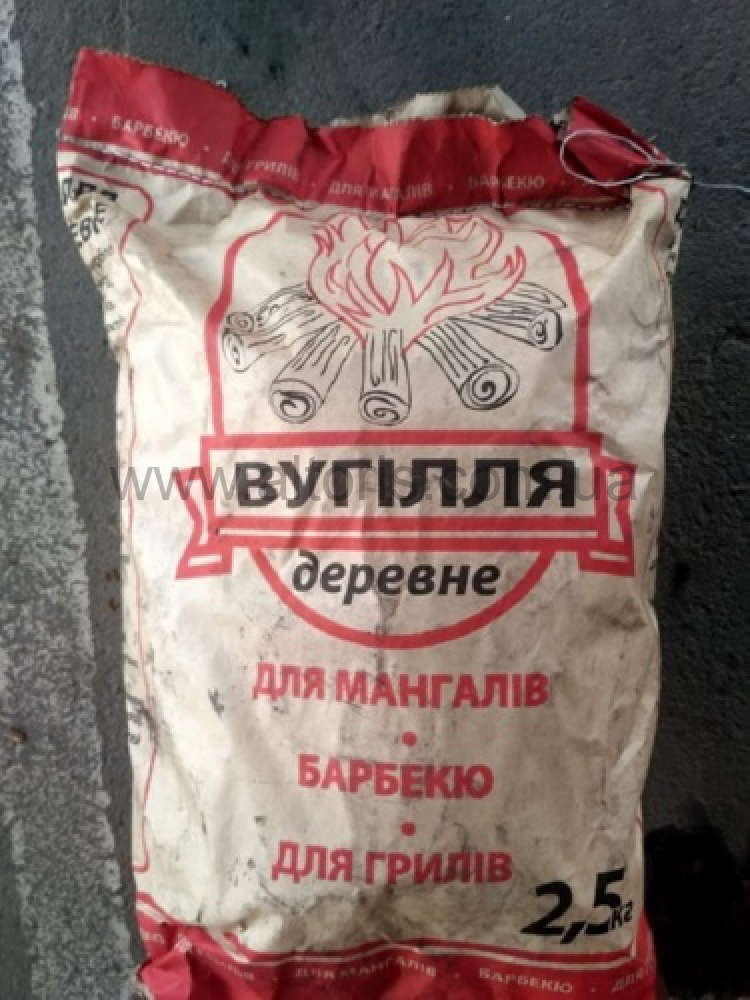 БАРБЕКЮ · ДЛЯ ГРИЛІВ · ДЛЯ МАНГАЛІВ · БАРБЕКЮ ·
ВУГІЛЛЯ
деревне
ДЛЯ МАНГАЛІВ
•
БАРБЕКЮ
•
ДЛЯ ГРИЛІВ
2,5кг
ДЛЯ МАНГАЛІВ · БАРБЕКЮ ·